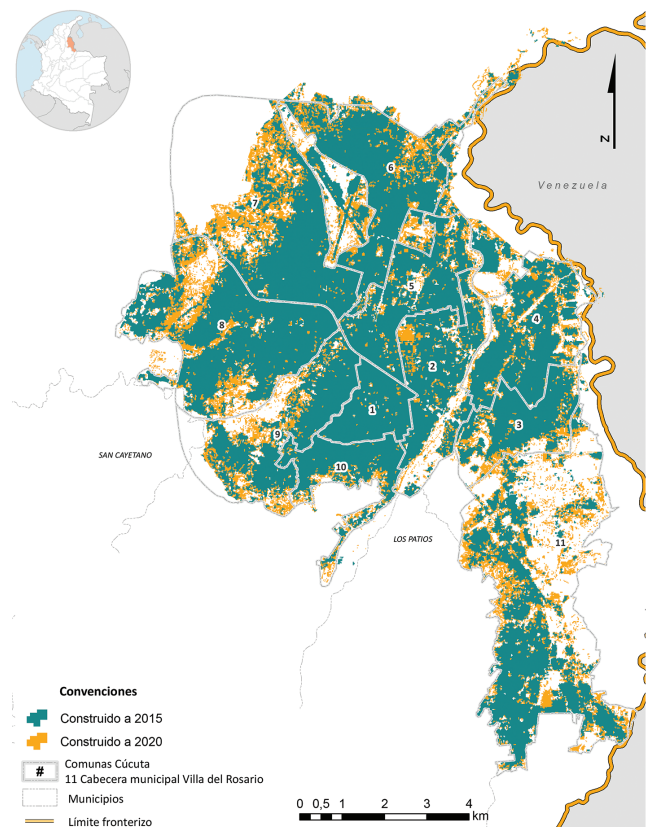 N
Venezuela
6
7
5
4
8
2
1
3
9
10
SAN CAYETANO
LOS PATIOS
11
Convenciones
Construido a 2015
Construido a 2020
#
Comunas Cúcuta
11 Cabecera municipal Villa del Rosario
Municipios
Límite fronterizo
0 0,5 1 2 3 4
km